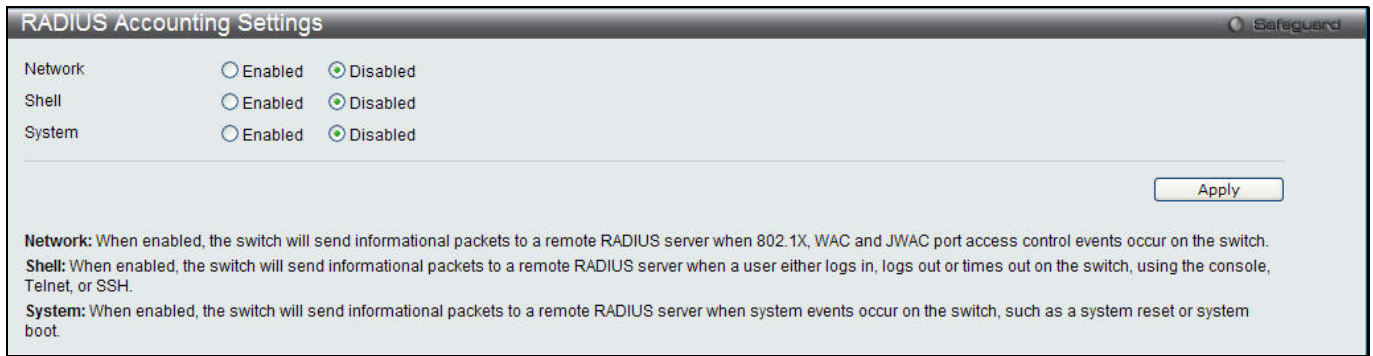 RADIUS Accounting Settings
Safeguard
Network Enabled Disabled
Shell Enabled Disabled
System Enabled Disabled
Apply
Network: When enabled, the switch will send informational packets to a remote RADIUS server when 802.1X, WAC and JWAC port access control events occur on the switch.
Shell: When enabled, the switch will send informational packets to a remote RADIUS server when a user either logs in, logs out or times out on the switch, using the console,
Telnet, or SSH.
System: When enabled, the switch will send informational packets to a remote RADIUS server when system events occur on the switch, such as a system reset or system
boot.